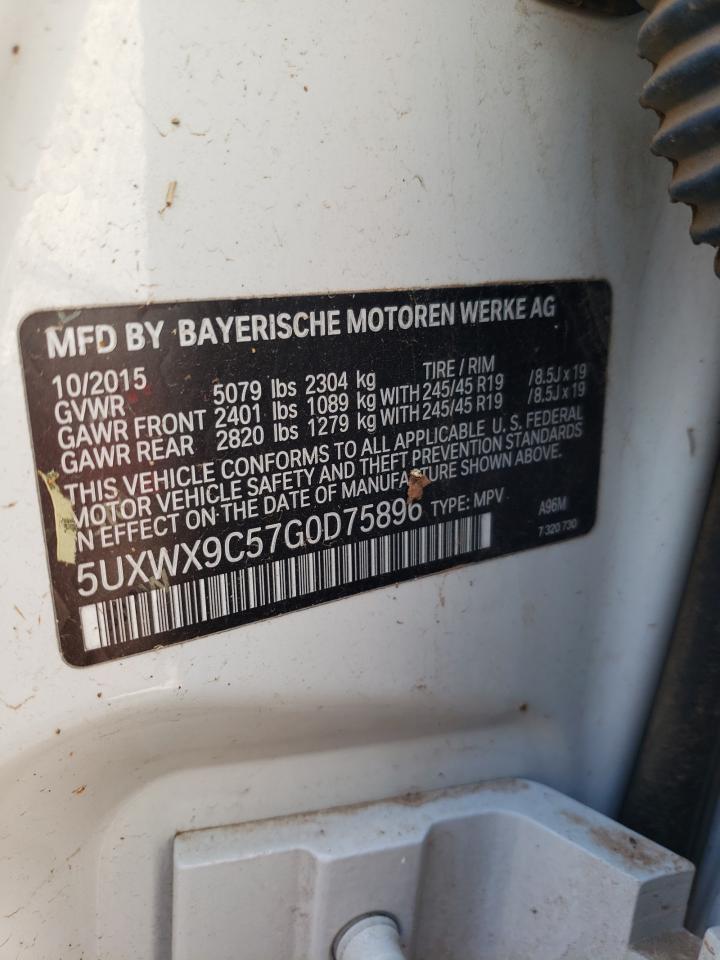 MFD BY BAYERISCHE MOTOREN WERKE AG
10/2015 TIRE / RIM
GVWR 5079 lbs 2304 kg
GAWR FRONT 2401 lbs 1089 kg WITH 245/45 R19 /8.5J x 19
GAWR REAR 2820 lbs 1279 kg WITH 245/45 R19 /8.5J x 19
THIS VEHICLE CONFORMS TO ALL APPLICABLE U. S. FEDERAL
MOTOR VEHICLE SAFETY AND THEFT PREVENTION STANDARDS
IN EFFECT ON THE DATE OF MANUFACTURE SHOWN ABOVE.
5UXWX9C57G0D75896 TYPE: MPV A96M
7 320 730